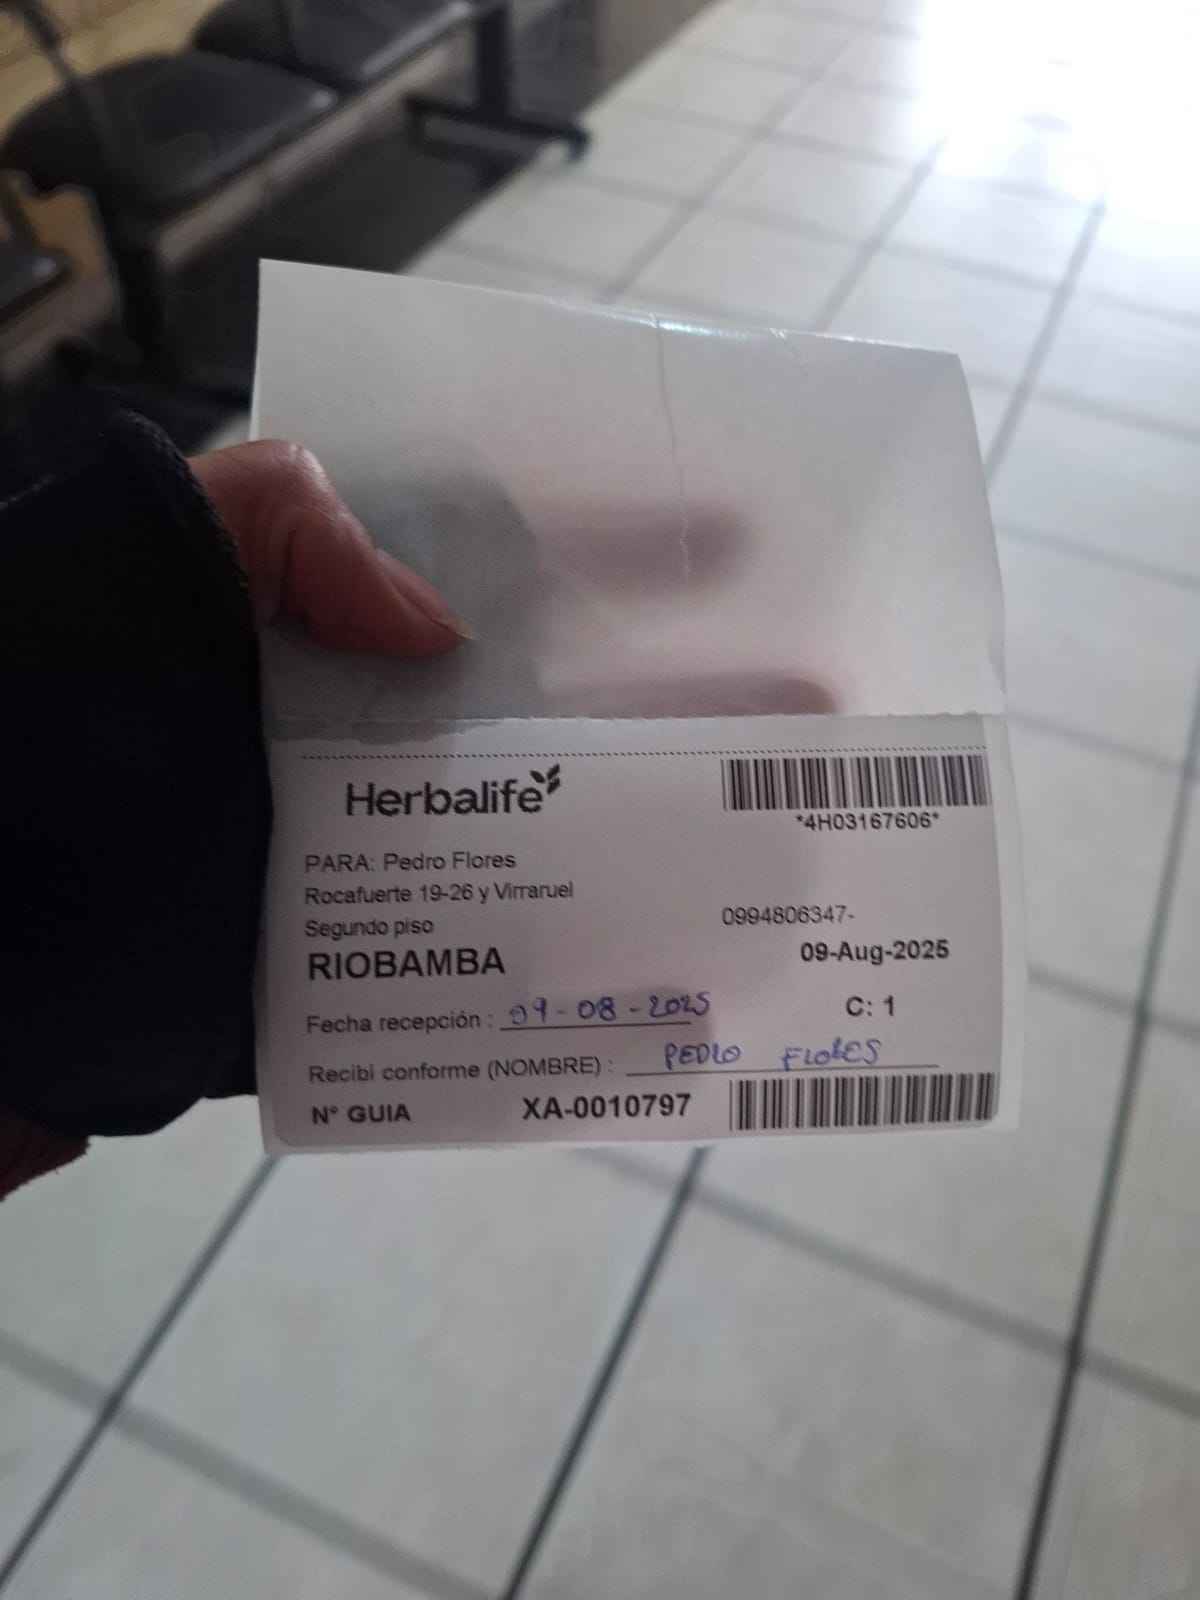 Herbalife
*4H03167606*
PARA: Pedro Flores
Rocafuerte 19-26 y Virraruel
Segundo piso
0994806347-
RIOBAMBA
09-Aug-2025
Fecha recepción : 09-08-2025
C: 1
Recibi conforme (NOMBRE) : PEDRO FLORES
N° GUIA XA-0010797